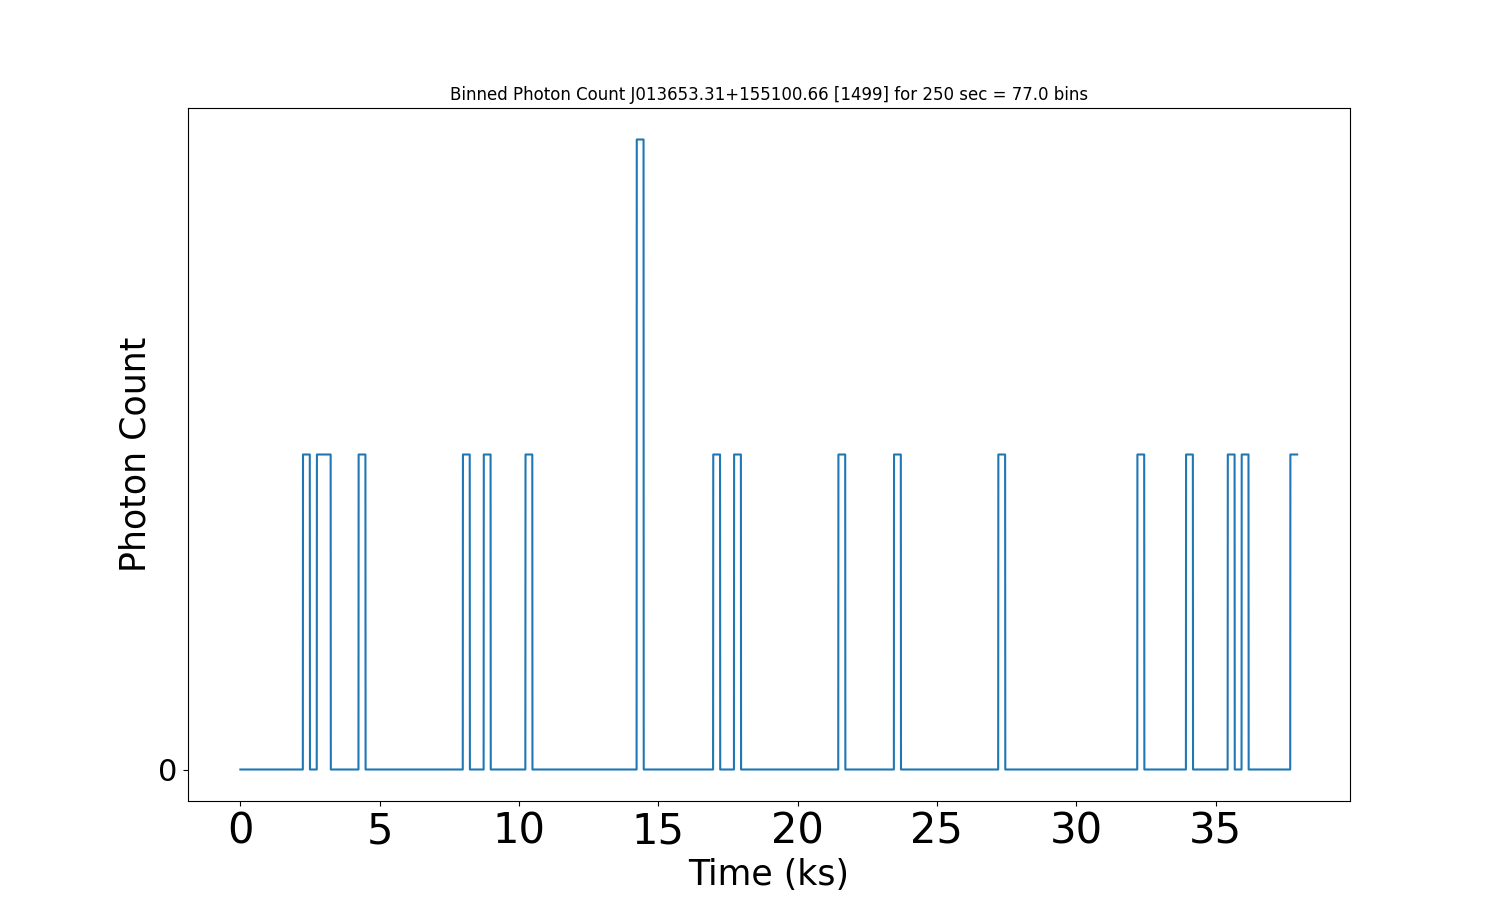 Binned Photon Count J013653.31+155100.66 [1499] for 250 sec = 77.0 bins
Photon Count
0
0 5 10 15 20 25 30 35
Time (ks)